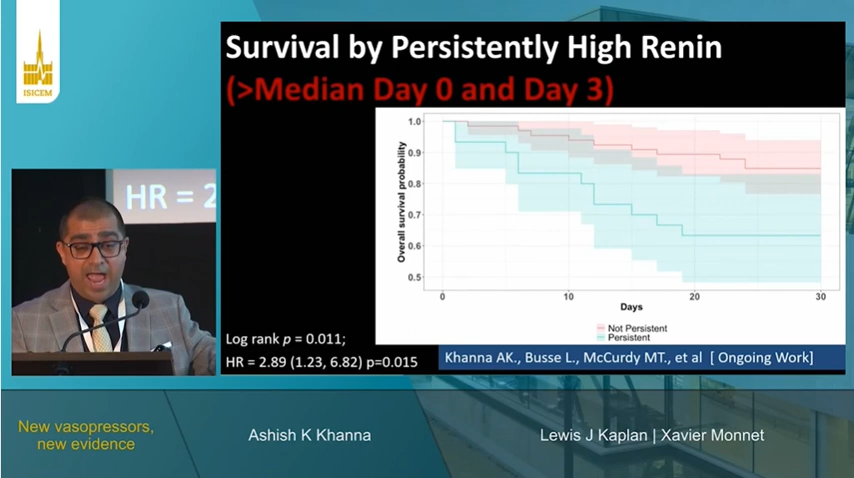 ISICEM
Survival by Persistently High Renin
(>Median Day 0 and Day 3)
HR = 2
Overall survival probability
1.0
0.9
0.8
0.7
0.6
0.5
0
10
20
30
Days
Not Persistent
Persistent
Log rank p = 0.011;
HR = 2.89 (1.23, 6.82) p=0.015
Khanna AK., Busse L., McCurdy MT., et al [ Ongoing Work]
New vasopressors,
new evidence
Ashish K Khanna
Lewis J Kaplan | Xavier Monnet